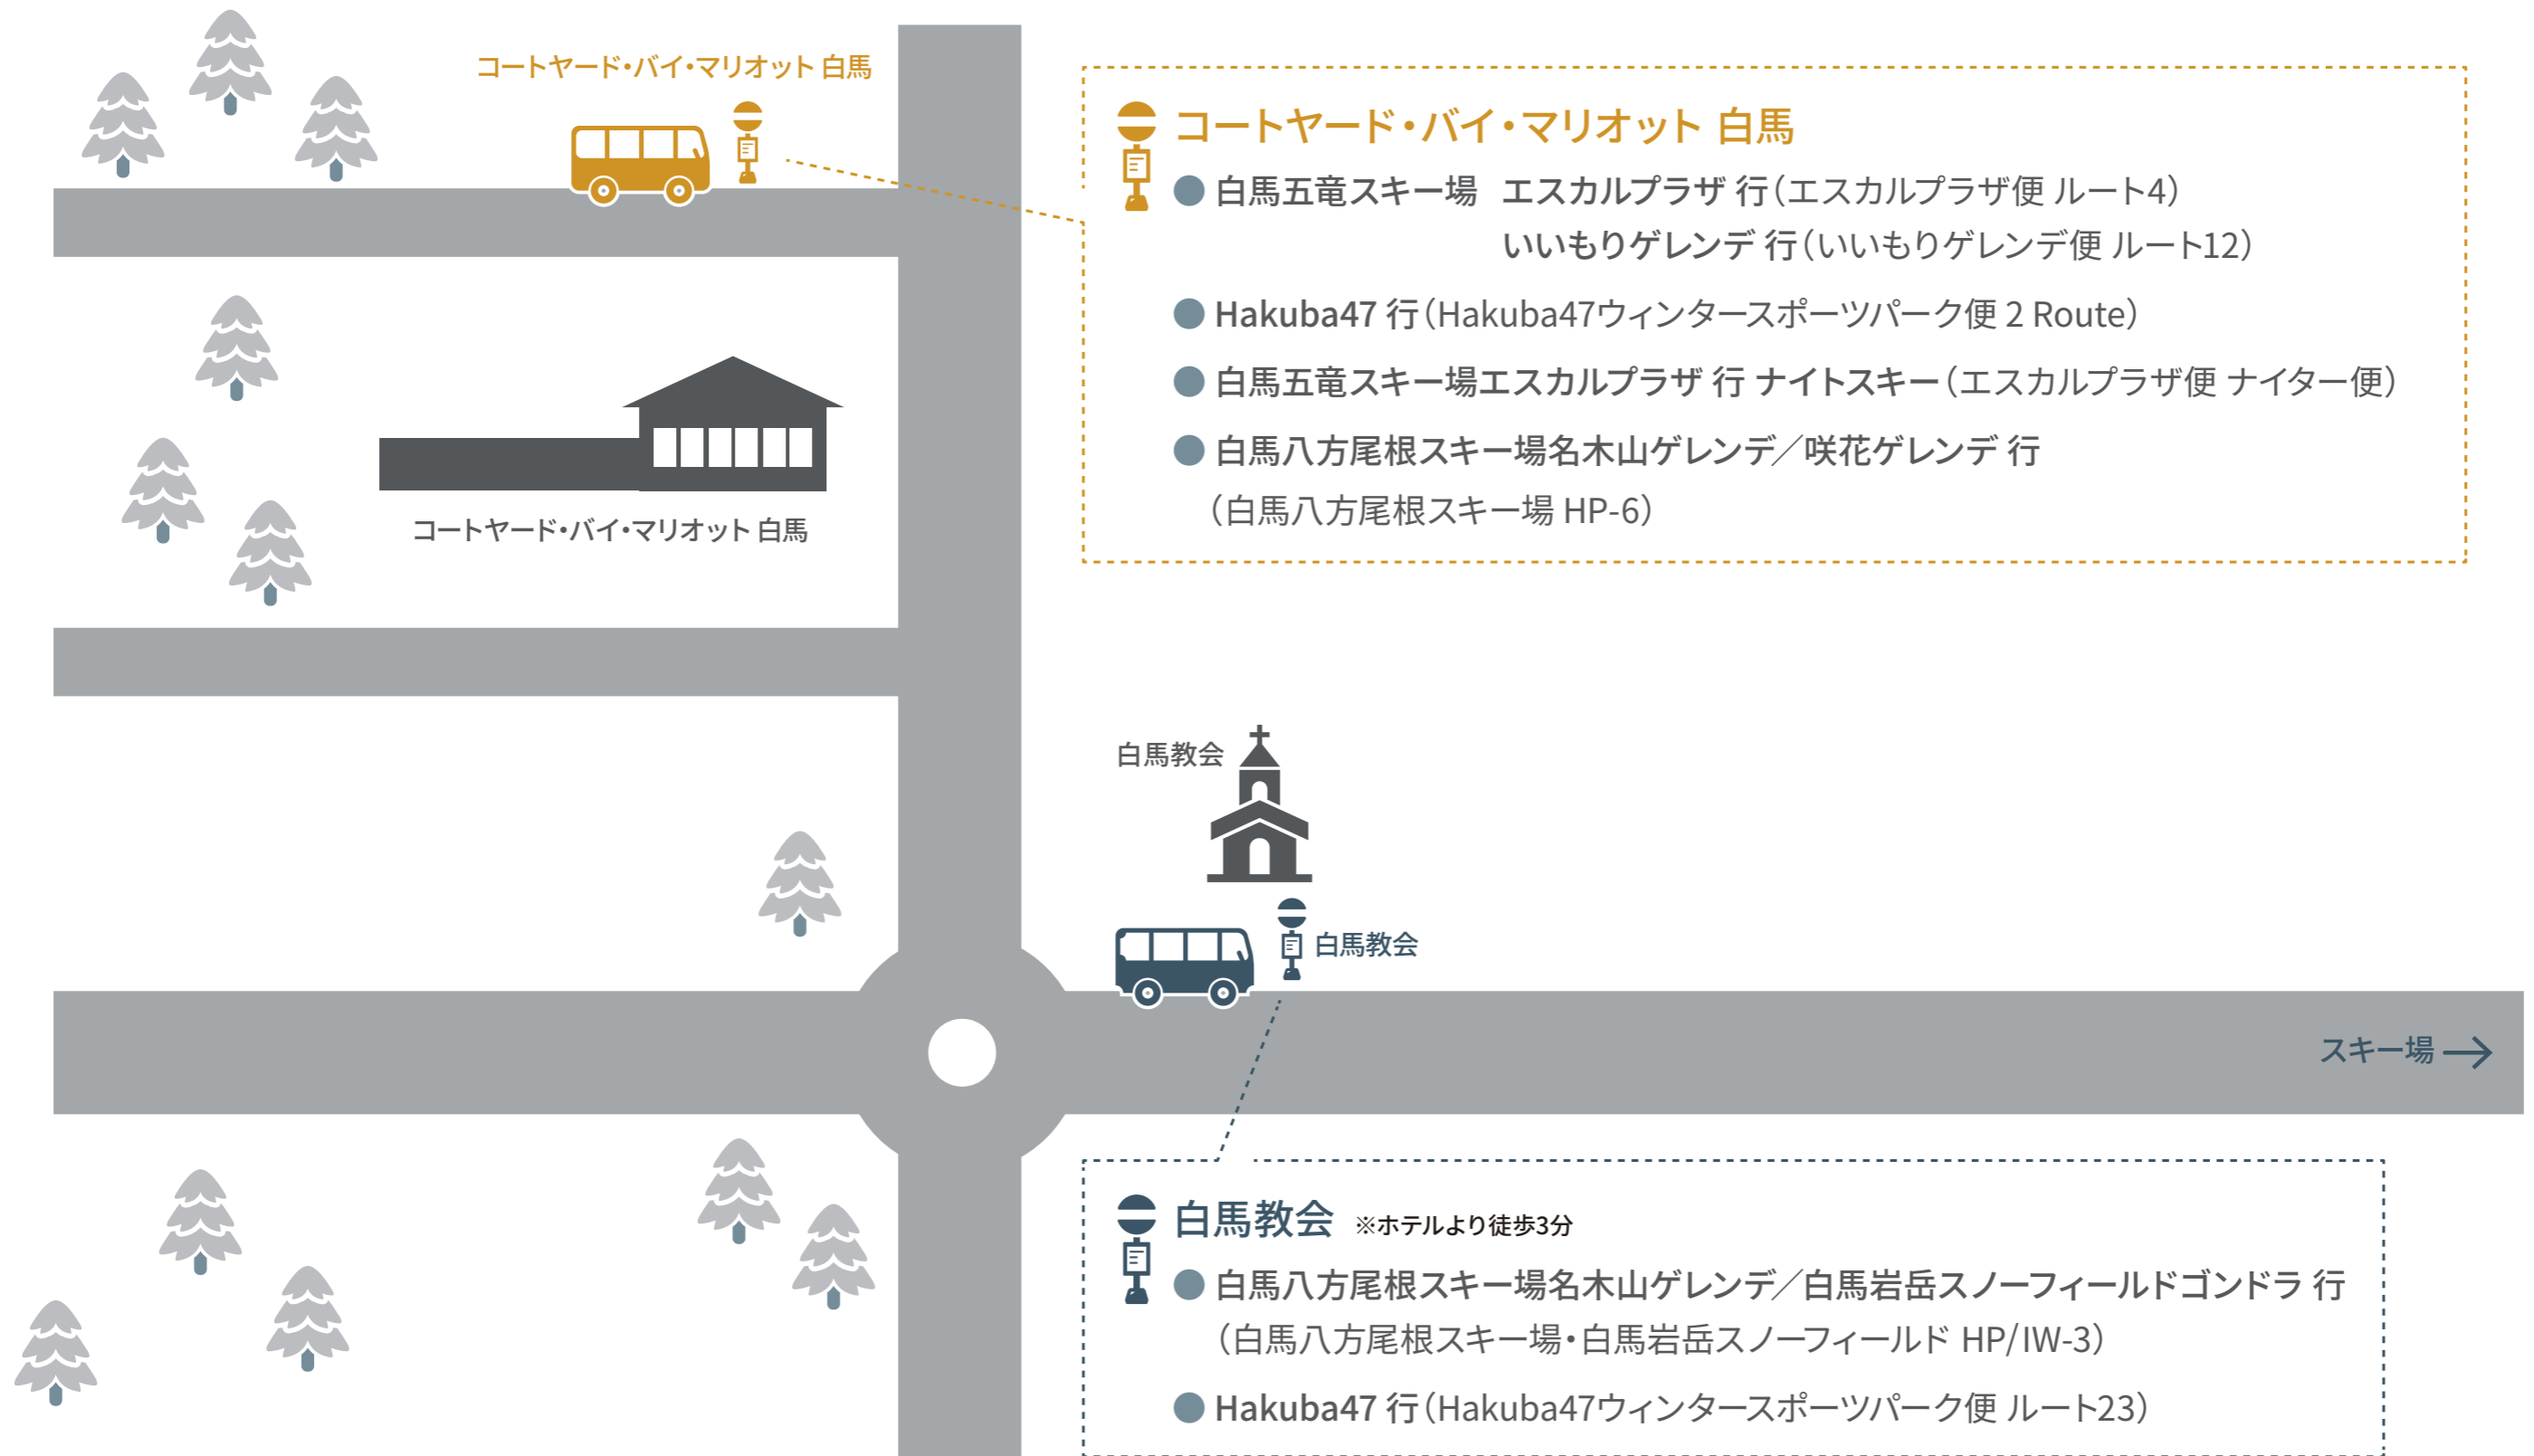 コートヤード・バイ・マリオット 白馬
コートヤード・バイ・マリオット 白馬
白馬五竜スキー場 エスカルプラザ 行（エスカルプラザ便 ルート4）
いいもりゲレンデ 行（いいもりゲレンデ便 ルート12）
Hakuba47 行（Hakuba47ウィンタースポーツパーク便 2 Route）
白馬五竜スキー場エスカルプラザ 行 ナイトスキー（エスカルプラザ便 ナイター便）
白馬八方尾根スキー場名木山ゲレンデ／咲花ゲレンデ 行
（白馬八方尾根スキー場 HP-6）
コートヤード・バイ・マリオット 白馬
白馬教会
白馬教会
スキー場→
白馬教会 ※ホテルより徒歩3分
白馬八方尾根スキー場名木山ゲレンデ／白馬岩岳スノーフィールドゴンドラ 行
（白馬八方尾根スキー場・白馬岩岳スノーフィールド HP/IW-3）
Hakuba47 行（Hakuba47ウィンタースポーツパーク便 ルート23）